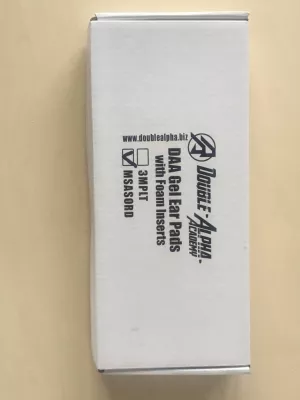 DOUBLE-ALPHA-
ACADEMY
www.doublealpha.biz
DAA Gel Ear Pads
with Foam Inserts
3MPLT
MSASORD